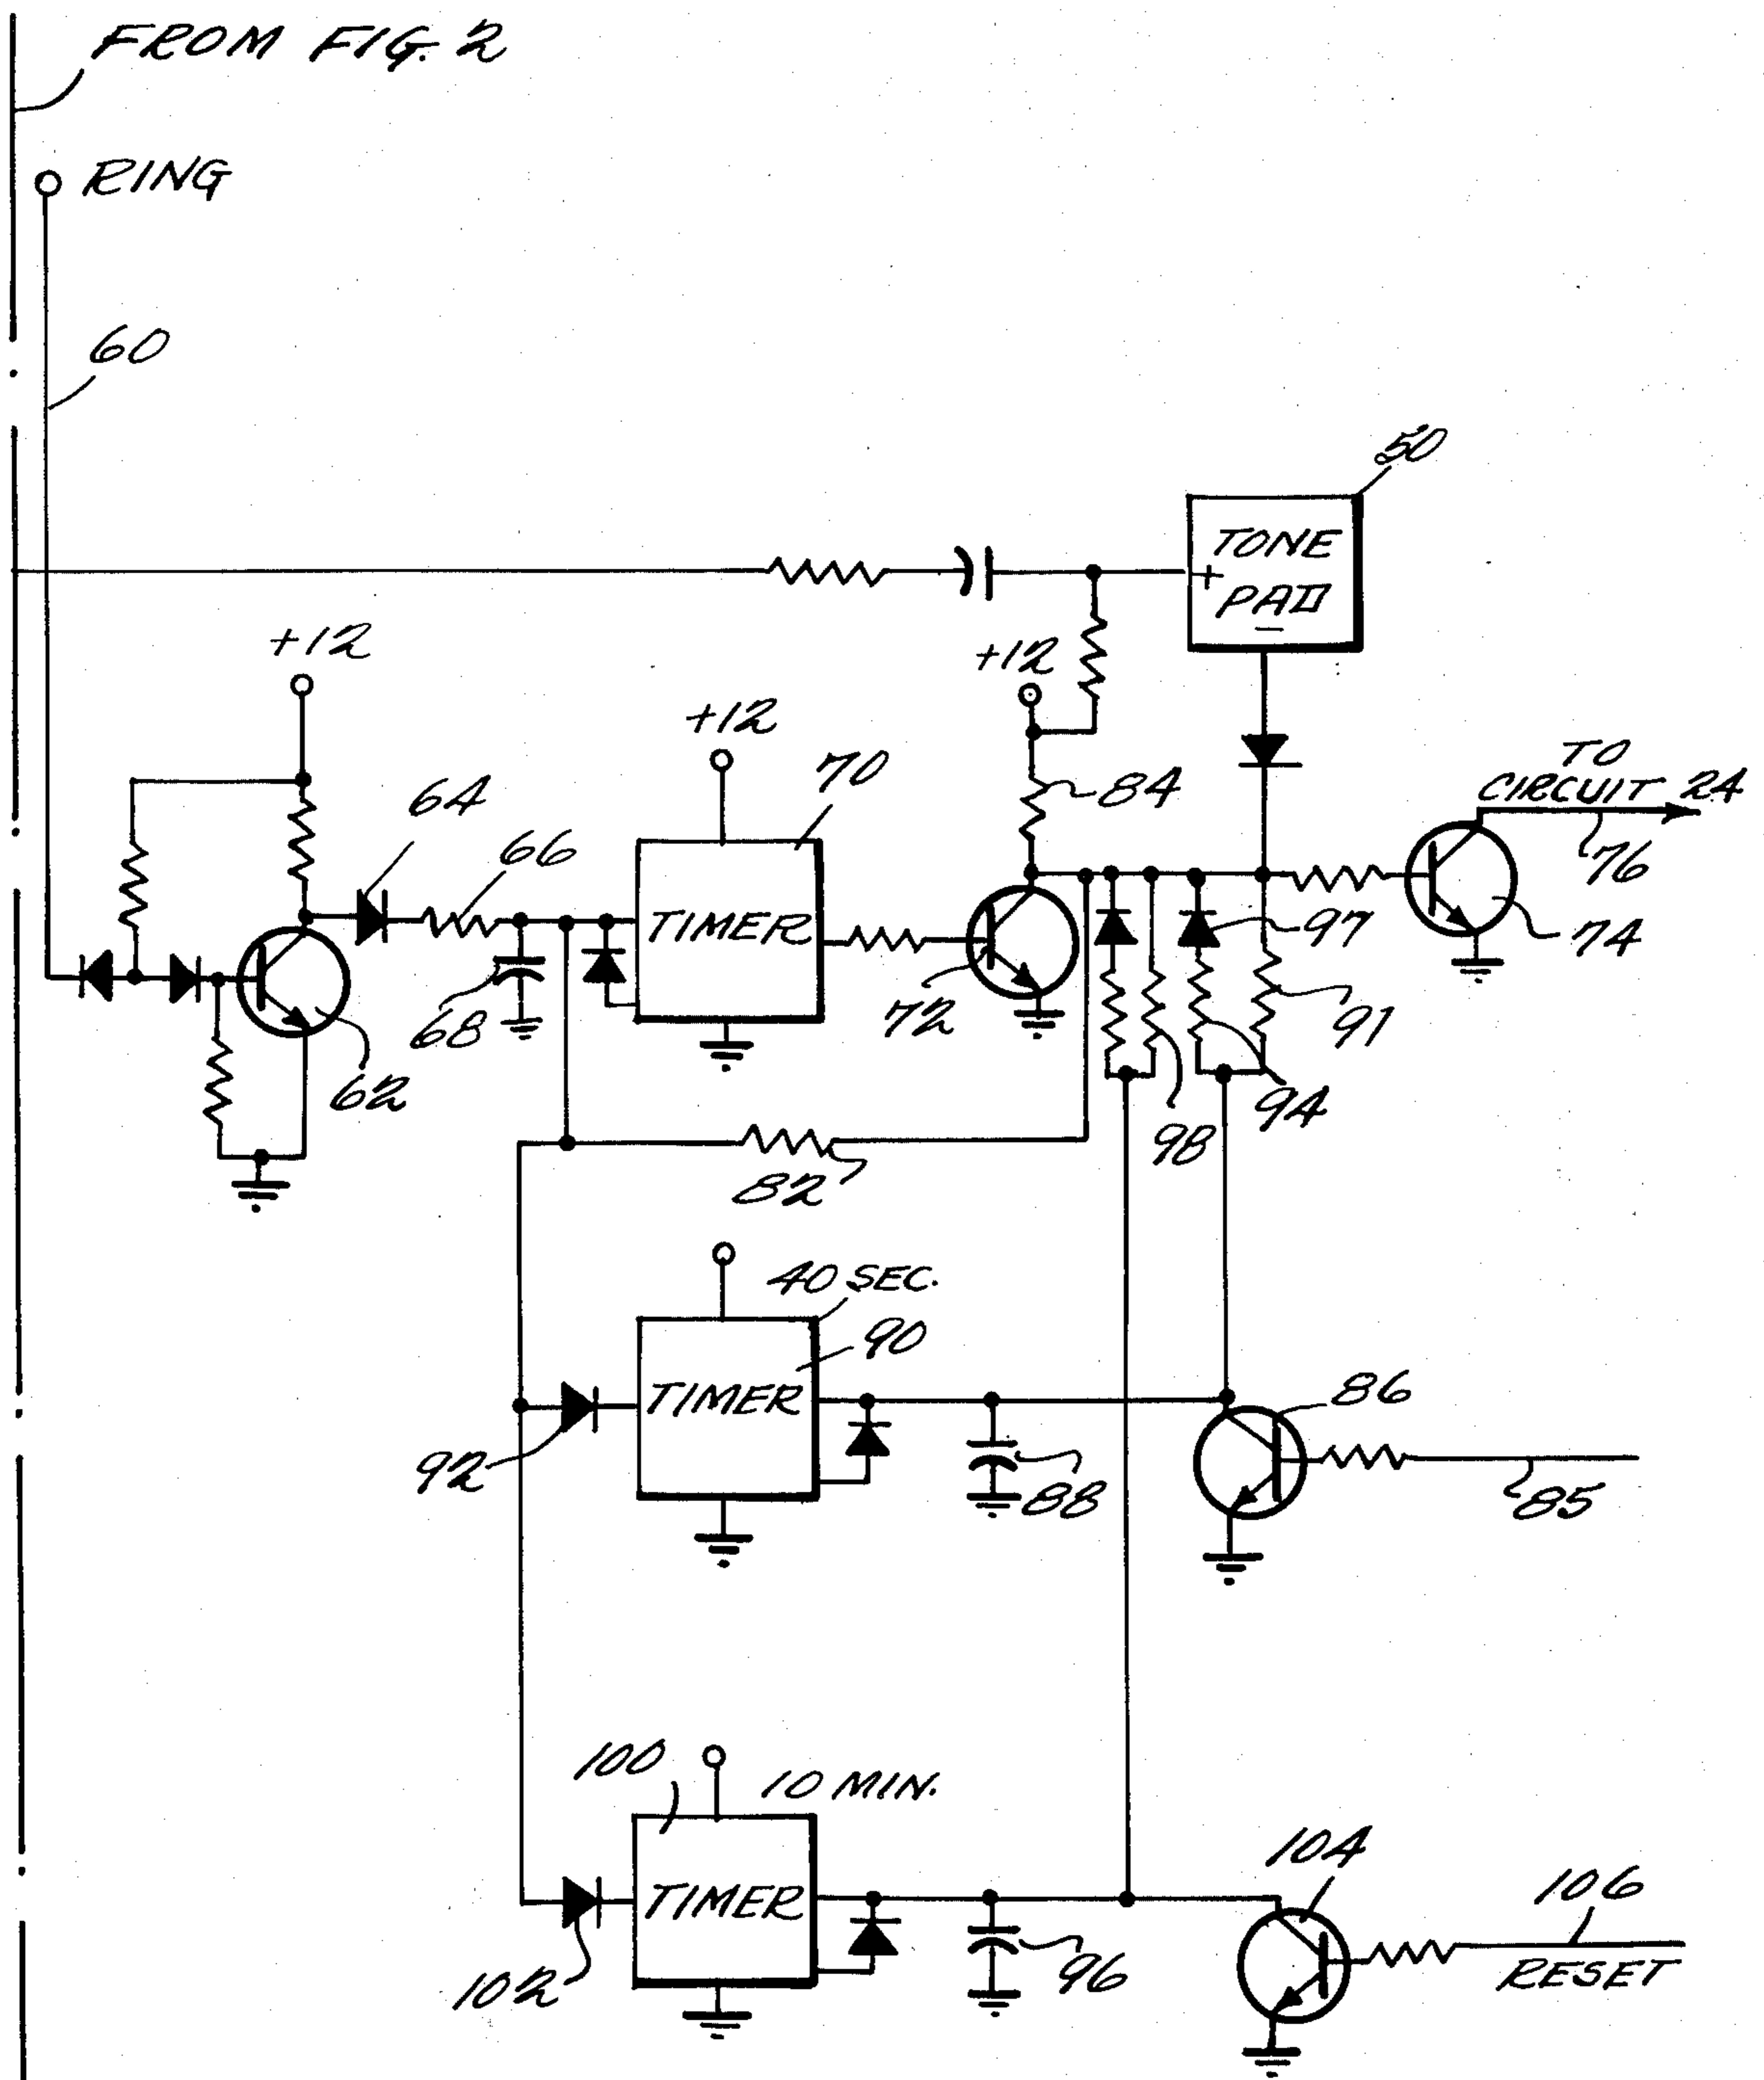 FROM FIG. 2
RING
60
50
TONE
+
PAD
-
+12
+12
+12
64
66
70
84
TO
CIRCUIT 24
76
TIMER
97
74
68
72
91
62
98
94
82
40 SEC.
90
TIMER
86
92
88
85
100
10 MIN.
104
106
TIMER
RESET
102
96